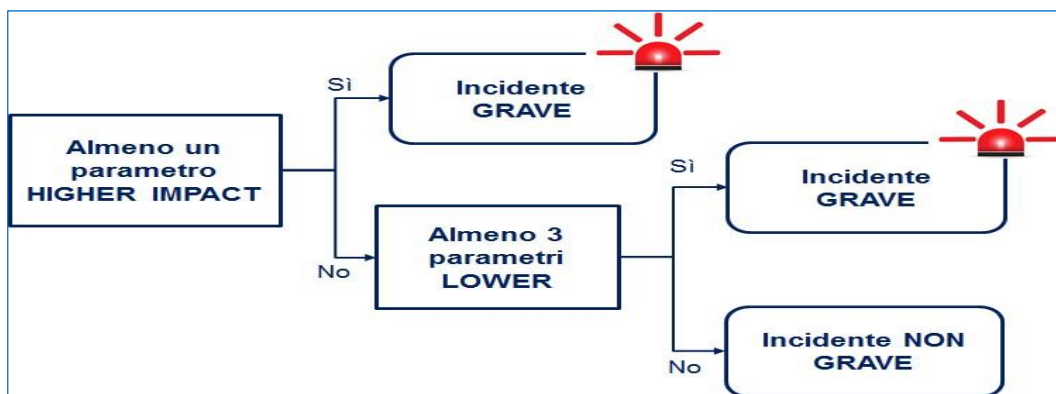 Sì
Incidente
GRAVE
Almeno un
parametro
HIGHER IMPACT
Sì
Incidente
GRAVE
No
Almeno 3
parametri
LOWER
Incidente NON
GRAVE
No